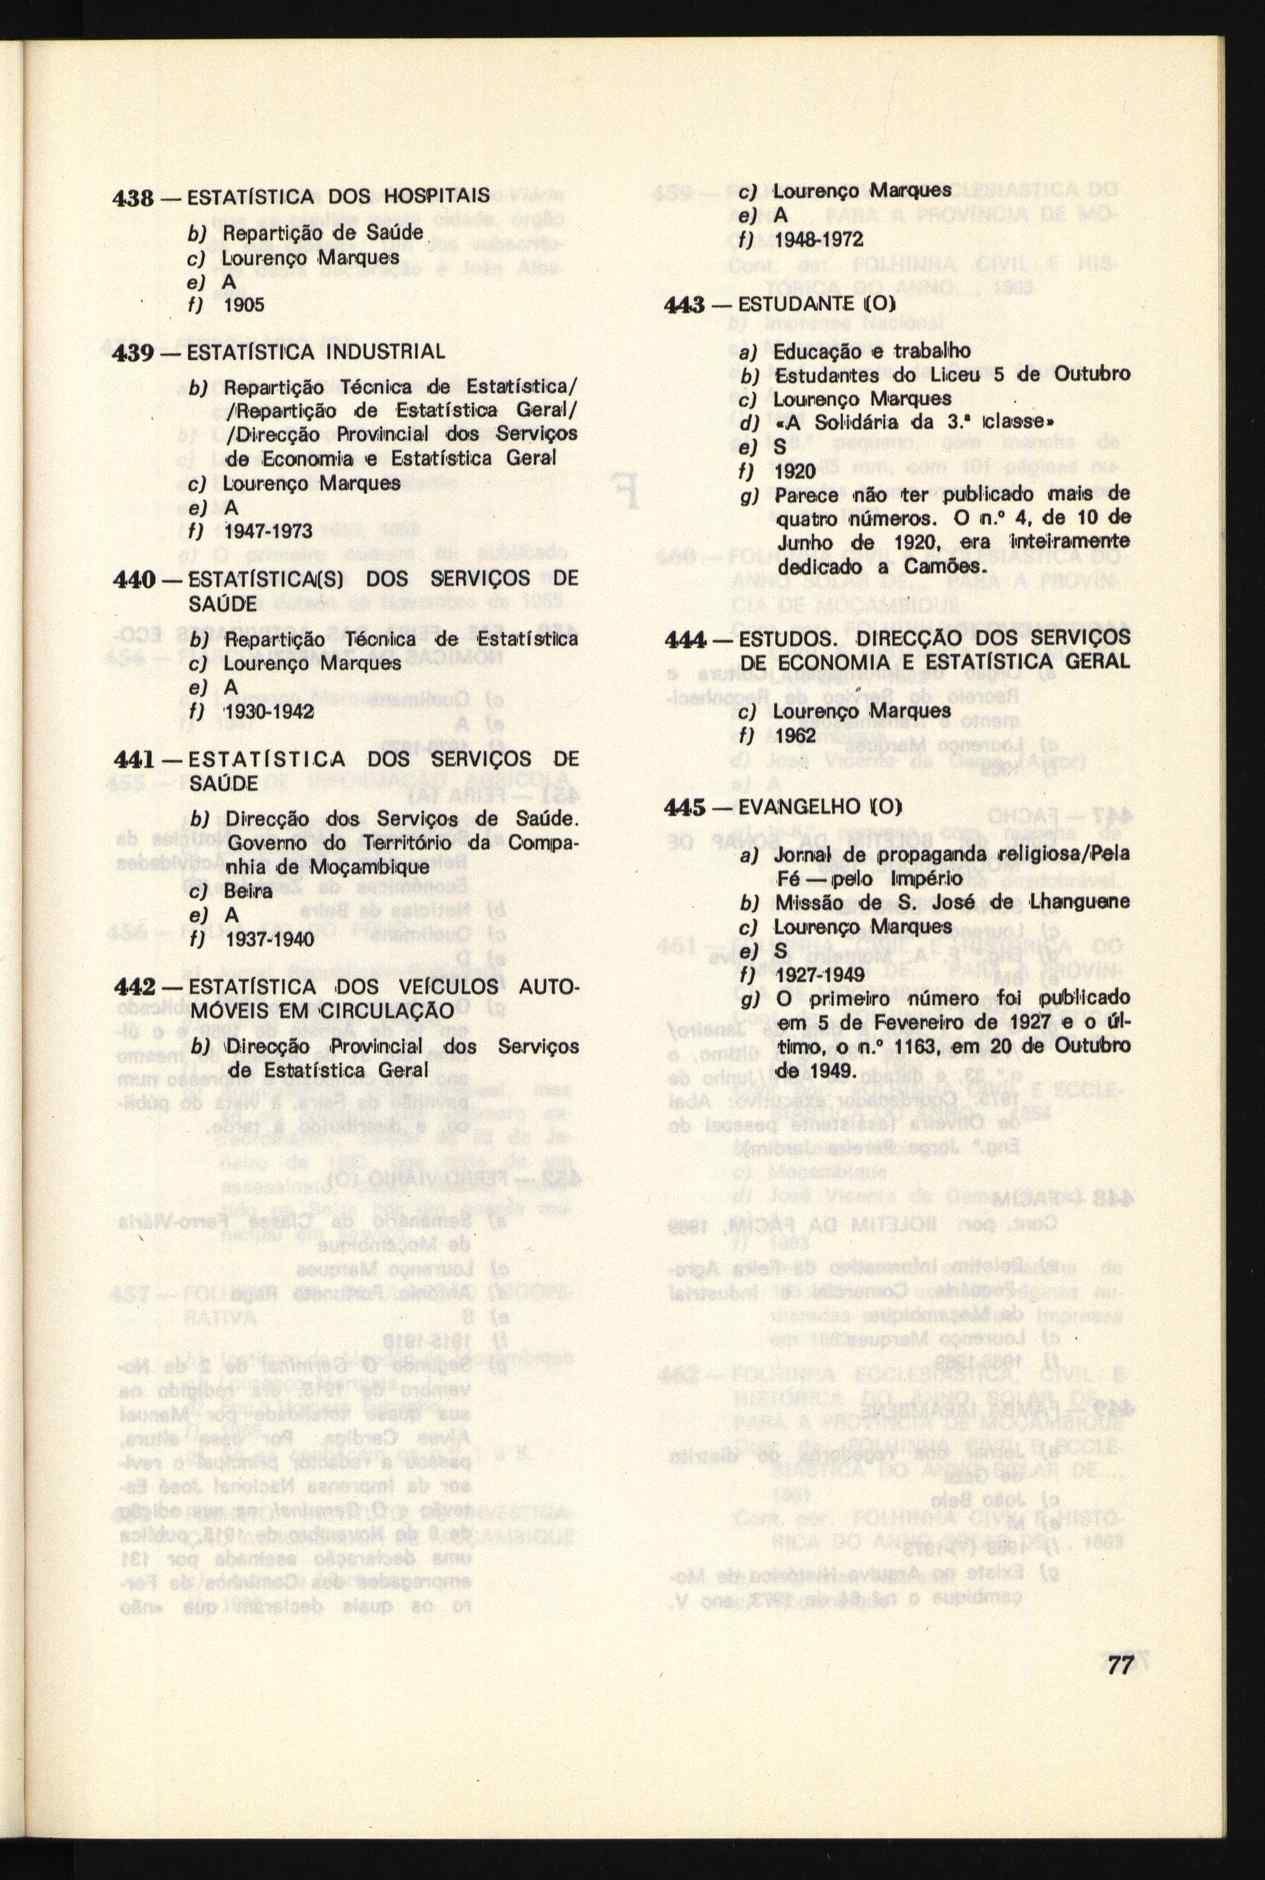 438 — ESTATÍSTICA DOS HOSPITAIS
b) Repartição de Saúde
c) Lourenço Marques
e) A
f) 1905
439 — ESTATÍSTICA INDUSTRIAL
b) Repartição Técnica de Estatística/
/Repartição de Estatística Geral/
/Direcção Provincial dos Serviços
de Economia e Estatística Geral
c) Lourenço Marques
e) A
f) 1947-1973
440 — ESTATÍSTICA(S) DOS SERVIÇOS DE
SAÚDE
b) Repartição Técnica de Estatística
c) Lourenço Marques
e) A
f) 1930-1942
441 — ESTATÍSTICA DOS SERVIÇOS DE
SAÚDE
b) Direcção dos Serviços de Saúde.
Governo do Território da Compa-
nhia de Moçambique
c) Beira
e) A
f) 1937-1940
442 — ESTATÍSTICA DOS VEÍCULOS AUTO-
MÓVEIS EM CIRCULAÇÃO
b) Direcção Provincial dos Serviços
de Estatística Geral
c) Lourenço Marques
e) A
f) 1948-1972
443 — ESTUDANTE (O)
a) Educação e trabalho
b) Estudantes do Liceu 5 de Outubro
c) Lourenço Marques
d) «A Solidária da 3.ª classe»
e) S
f) 1920
g) Parece não ter publicado mais de
quatro números. O n.º 4, de 10 de
Junho de 1920, era inteiramente
dedicado a Camões.
444 — ESTUDOS. DIRECÇÃO DOS SERVIÇOS
DE ECONOMIA E ESTATÍSTICA GERAL
c) Lourenço Marques
f) 1962
445 — EVANGELHO (O)
a) Jornal de propaganda religiosa/Pela
Fé — pelo Império
b) Missão de S. José de Lhanguene
c) Lourenço Marques
e) S
f) 1927-1949
g) O primeiro número foi publicado
em 5 de Fevereiro de 1927 e o úl-
timo, o n.º 1163, em 20 de Outubro
de 1949.
77